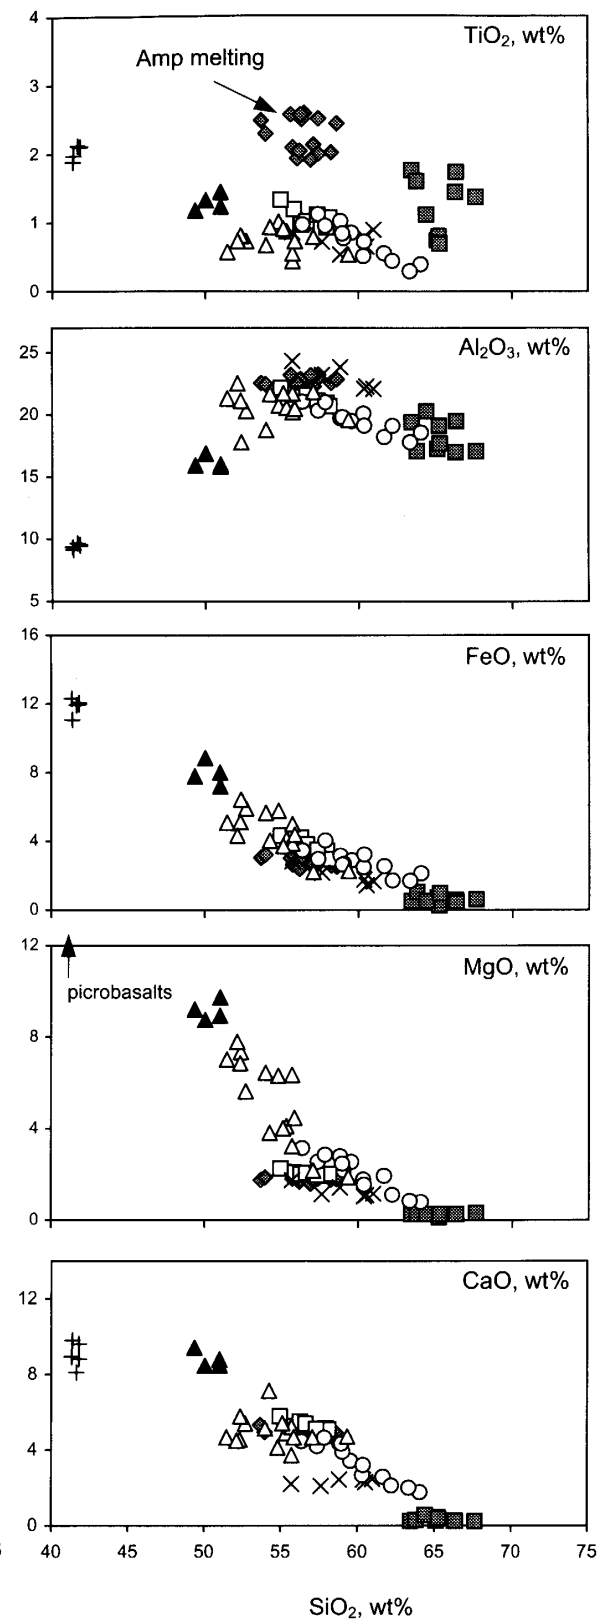 4
TiO₂, wt%
Amp melting
3
2
1
0
25
Al₂O₃, wt%
20
15
10
5
16
FeO, wt%
12
8
4
0
12
MgO, wt%
picrobasalts
8
4
0
CaO, wt%
12
8
4
0
40 45 50 55 60 65 70 75
SiO₂, wt%